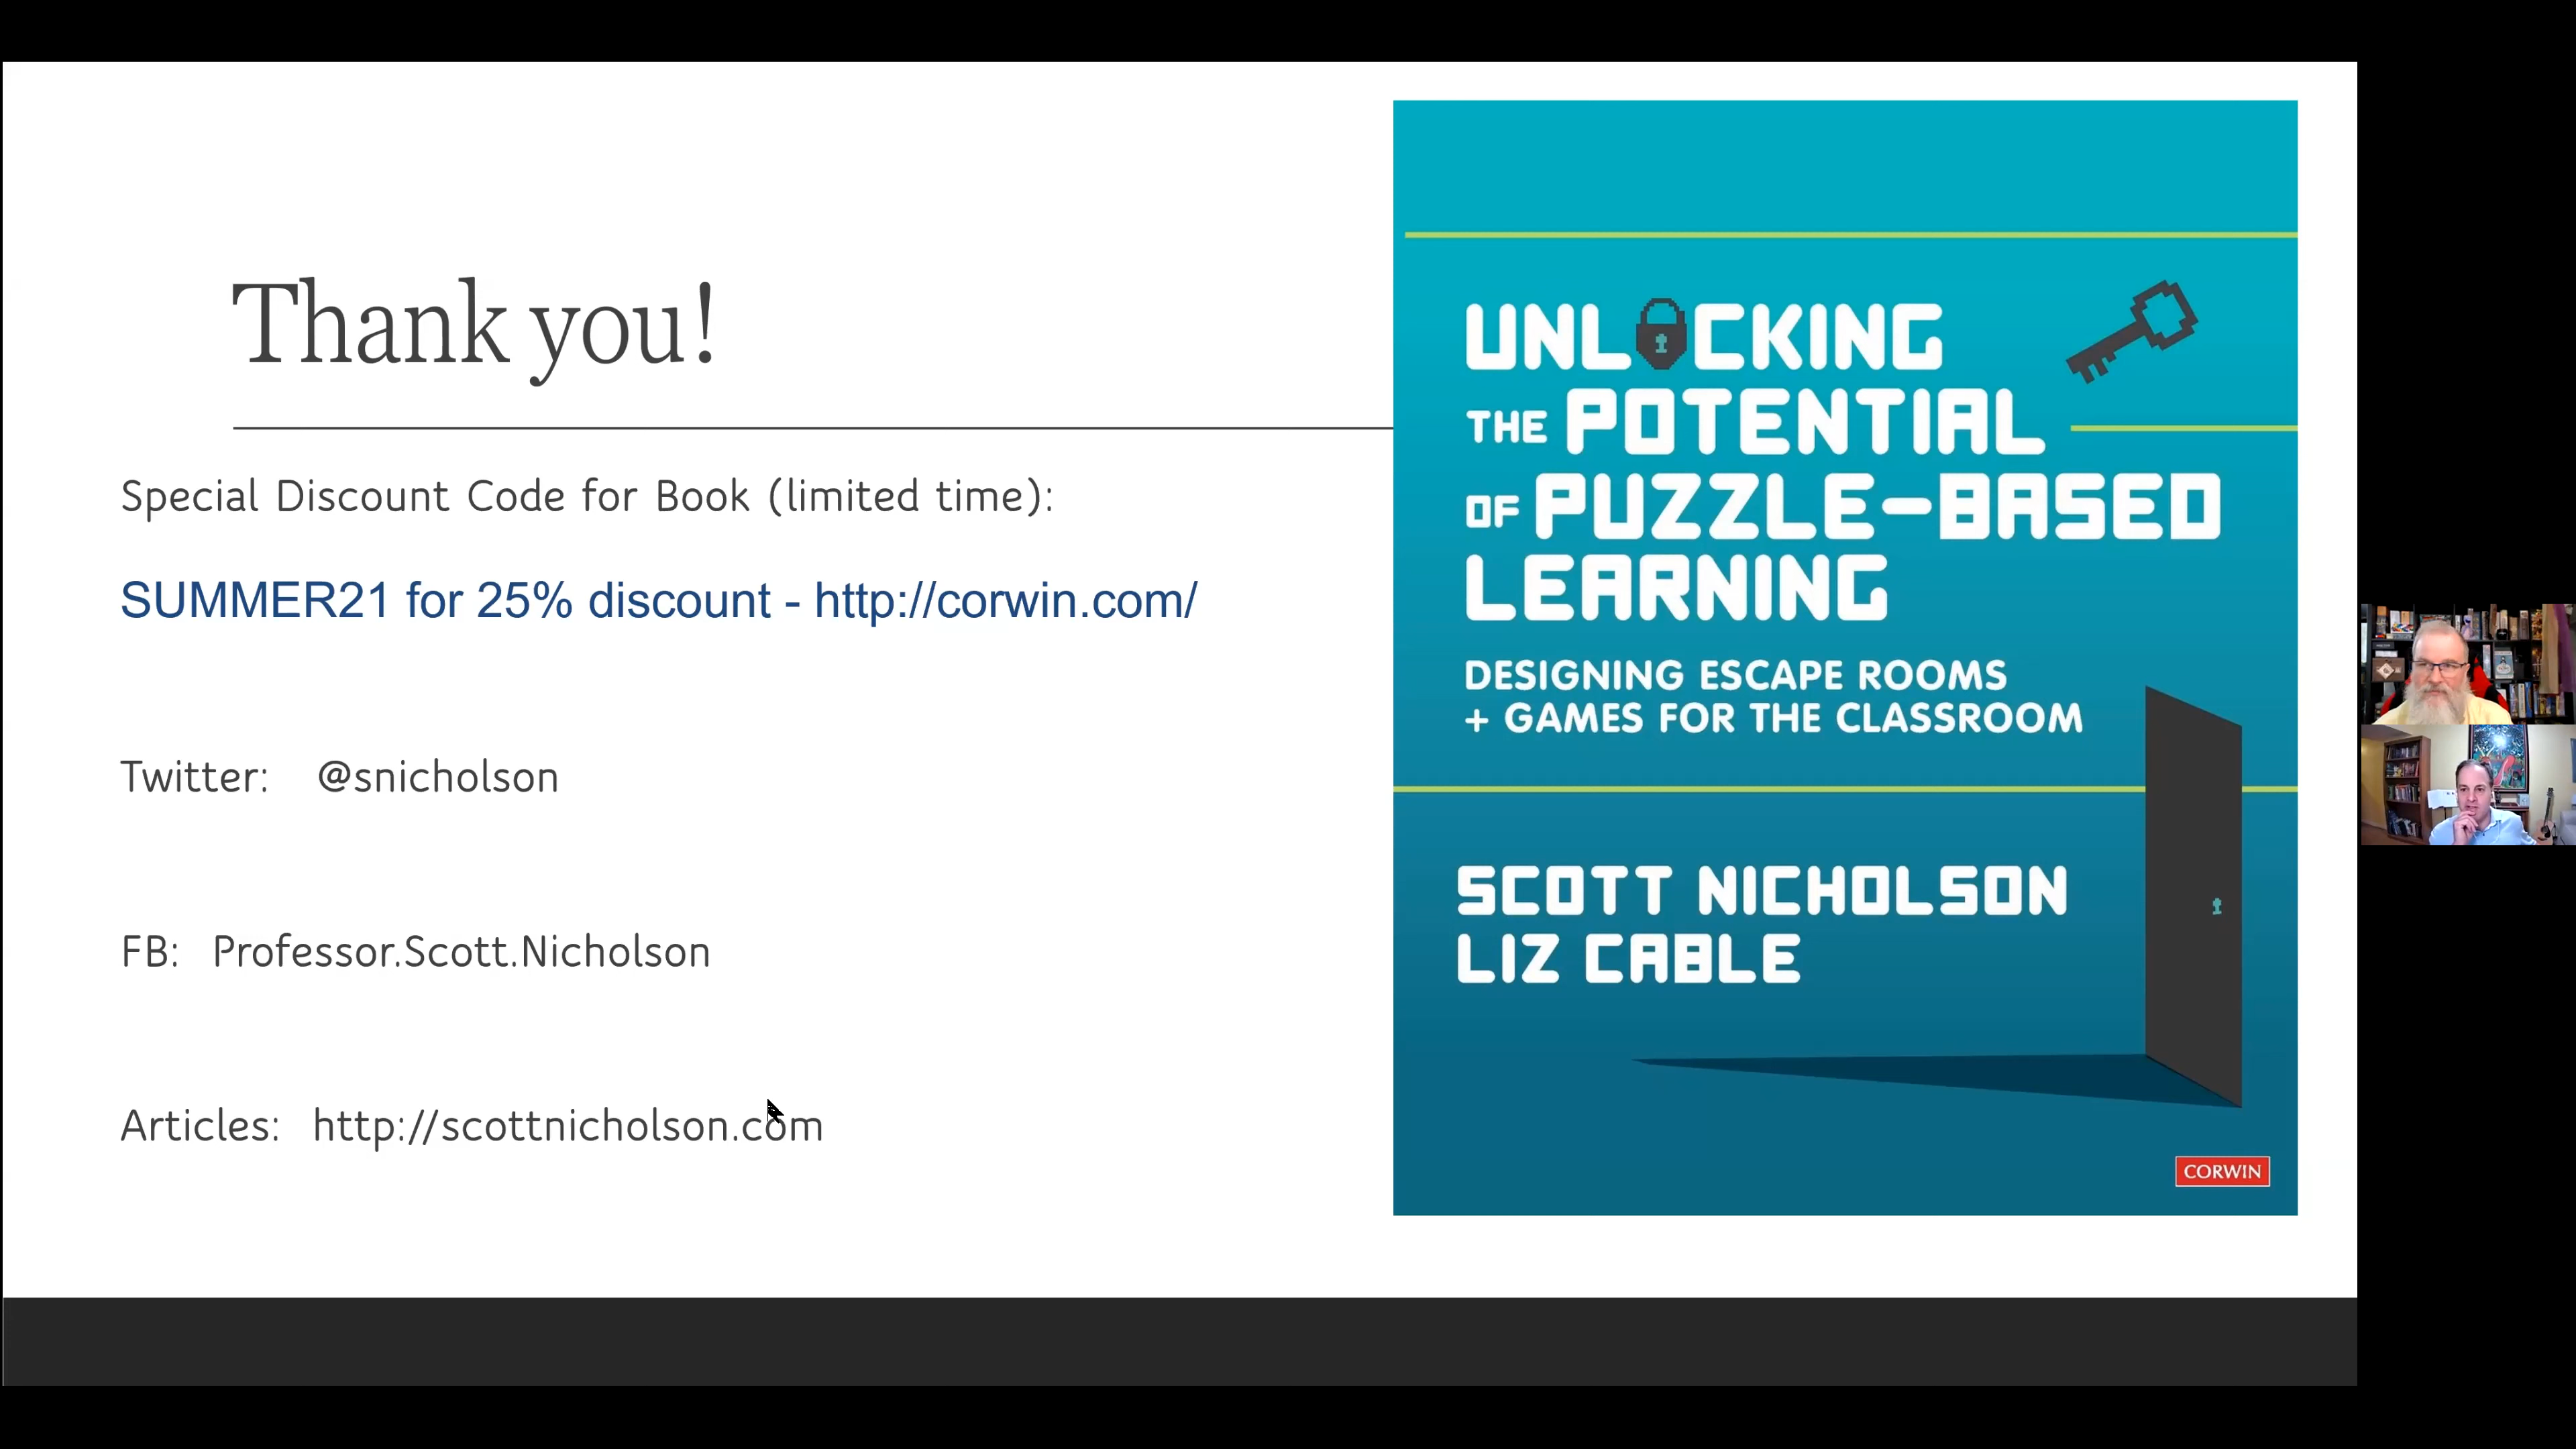 Thank you!
Special Discount Code for Book (limited time):
SUMMER21 for 25% discount - http://corwin.com/
Twitter: @snicholson
FB: Professor.Scott.Nicholson
Articles: http://scottnicholson.com
UNLOCKING
THE POTENTIAL
OF PUZZLE-BASED
LEARNING
DESIGNING ESCAPE ROOMS
+ GAMES FOR THE CLASSROOM
SCOTT NICHOLSON
LIZ CABLE
CORWIN